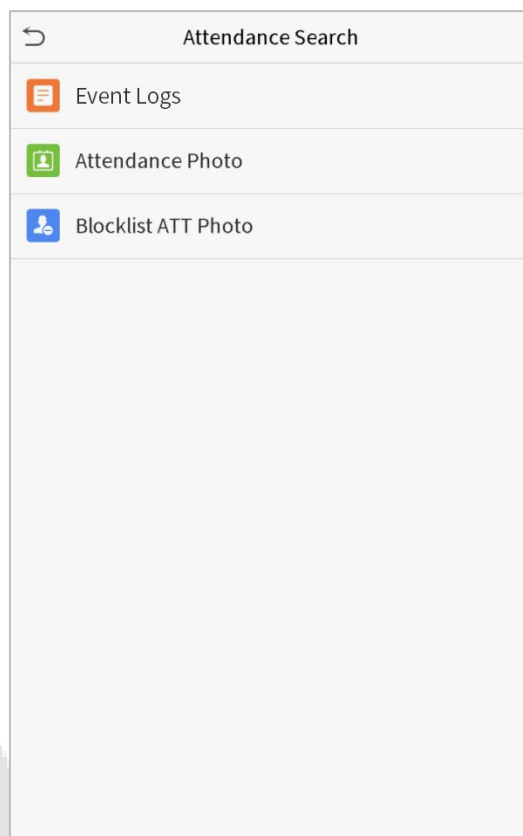 Attendance Search
Event Logs
Attendance Photo
Blocklist ATT Photo